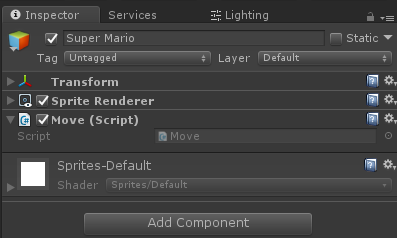 Inspector Services Lighting
Super Mario Static
Tag Untagged Layer Default
Transform
Sprite Renderer
Move (Script)
Script Move
Sprites-Default
Shader Sprites/Default
Add Component